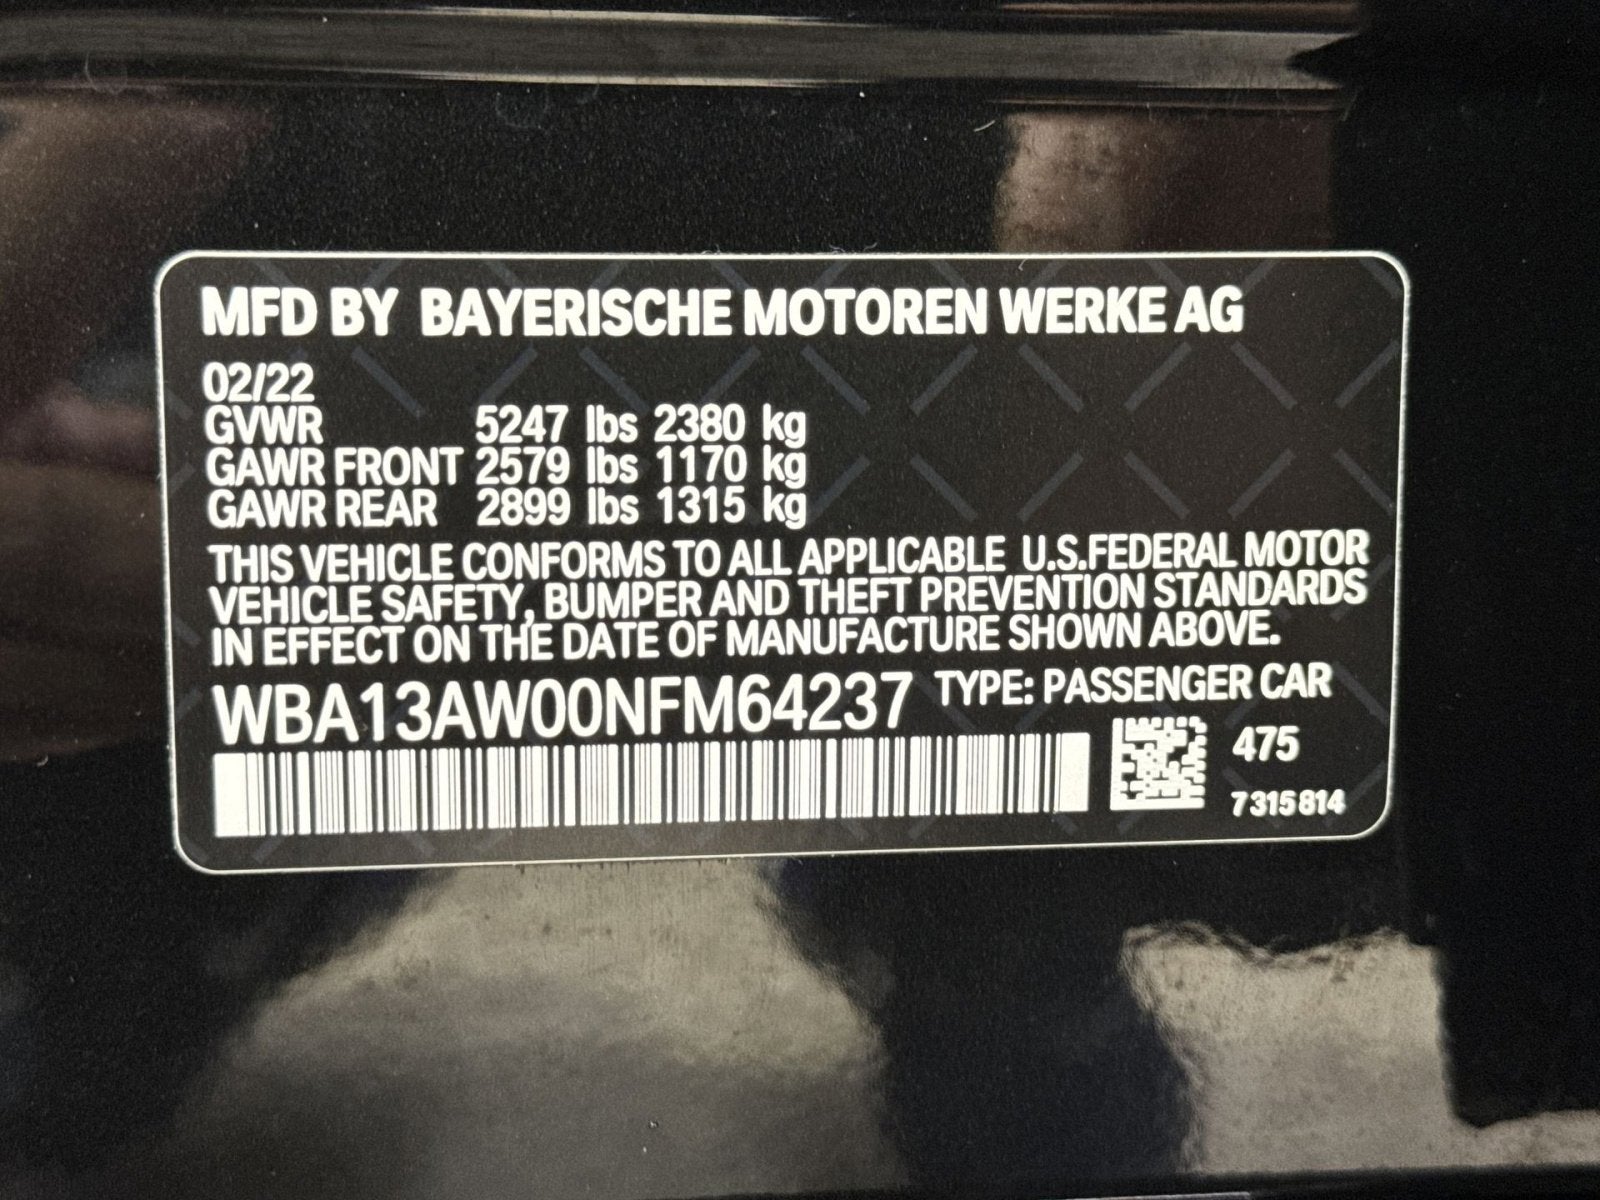 MFD BY BAYERISCHE MOTOREN WERKE AG
02/22
GVWR 5247 lbs 2380 kg
GAWR FRONT 2579 lbs 1170 kg
GAWR REAR 2899 lbs 1315 kg
THIS VEHICLE CONFORMS TO ALL APPLICABLE U.S.FEDERAL MOTOR
VEHICLE SAFETY, BUMPER AND THEFT PREVENTION STANDARDS
IN EFFECT ON THE DATE OF MANUFACTURE SHOWN ABOVE.
WBA13AW00NFM64237 TYPE: PASSENGER CAR
475
7315814